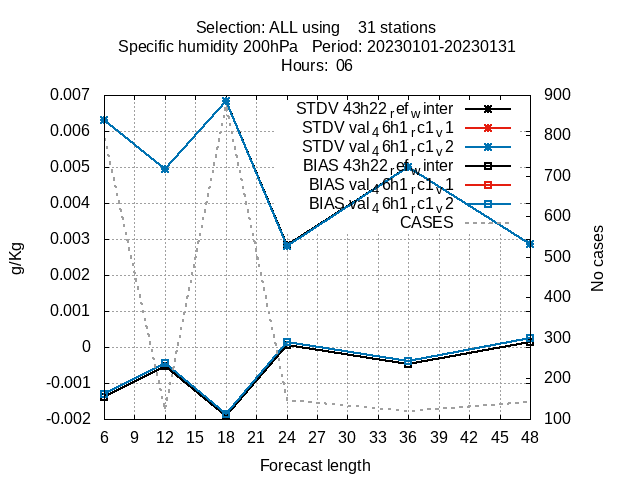 Selection: ALL using    31 stations
Specific humidity 200hPa   Period: 20230101-20230131
Hours:  06
0.007
0.006
0.005
0.004
0.003
0.002
0.001
0
-0.001
-0.002
g/Kg
STDV 43h22_ref_winter
STDV val_46h1_rc1_v1
STDV val_46h1_rc1_v2
BIAS 43h22_ref_winter
BIAS val_46h1_rc1_v1
BIAS val_46h1_rc1_v2
CASES
900
800
700
600
500
400
300
200
100
No cases
6 9 12 15 18 21 24 27 30 33 36 39 42 45 48
Forecast length